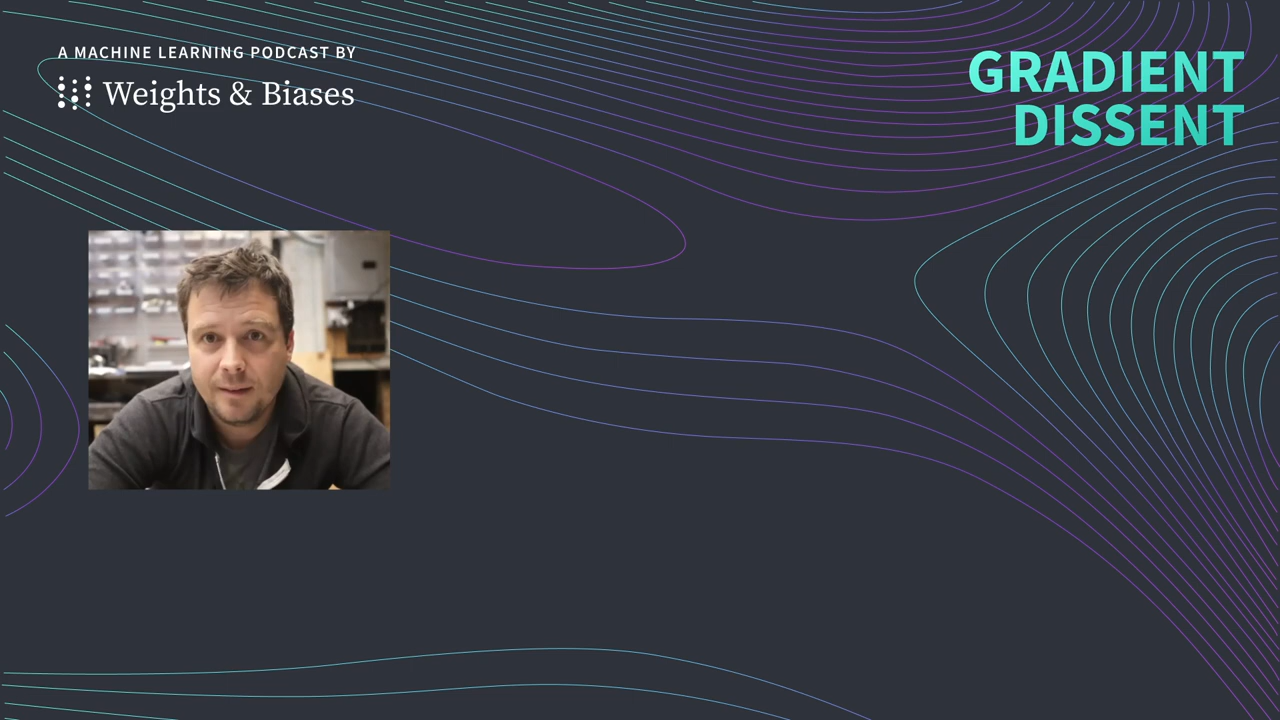 A MACHINE LEARNING PODCAST BY
Weights & Biases
GRADIENT
DISSENT